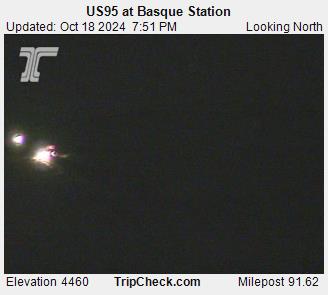 US95 at Basque Station
Updated: Oct 18 2024 7:51 PM Looking North
Elevation 4460 TripCheck.com Milepost 91.62